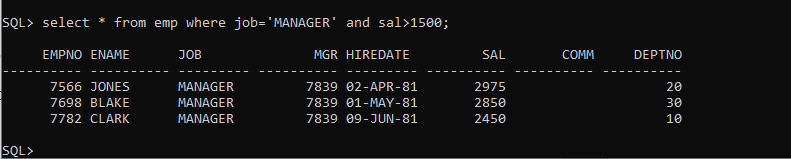 SQL> select * from emp where job='MANAGER' and sal>1500;
     EMPNO ENAME      JOB              MGR HIREDATE         SAL       COMM     DEPTNO
---------- ---------- --------- ---------- --------- ---------- ---------- ----------
      7566 JONES      MANAGER         7839 02-APR-81       2975                    20
      7698 BLAKE      MANAGER         7839 01-MAY-81       2850                    30
      7782 CLARK      MANAGER         7839 09-JUN-81       2450                    10
SQL>